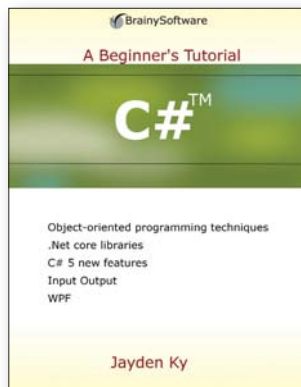 BrainySoftware
A Beginner's Tutorial
C#™
Object-oriented programming techniques
.Net core libraries
C# 5 new features
Input Output
WPF
Jayden Ky